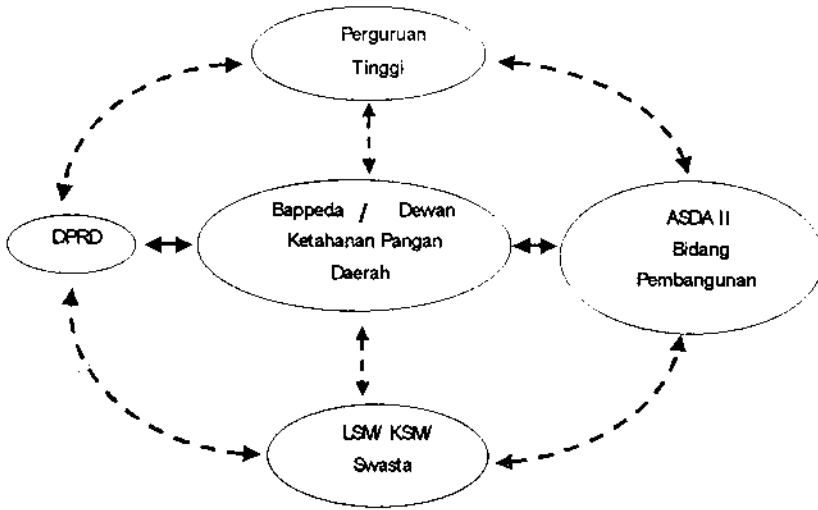 Perguruan
Tinggi
DPRD
Bappeda / Dewan
Ketahanan Pangan
Daerah
ASDA II
Bidang
Pembangunan
LSM/ KSM/
Swasta